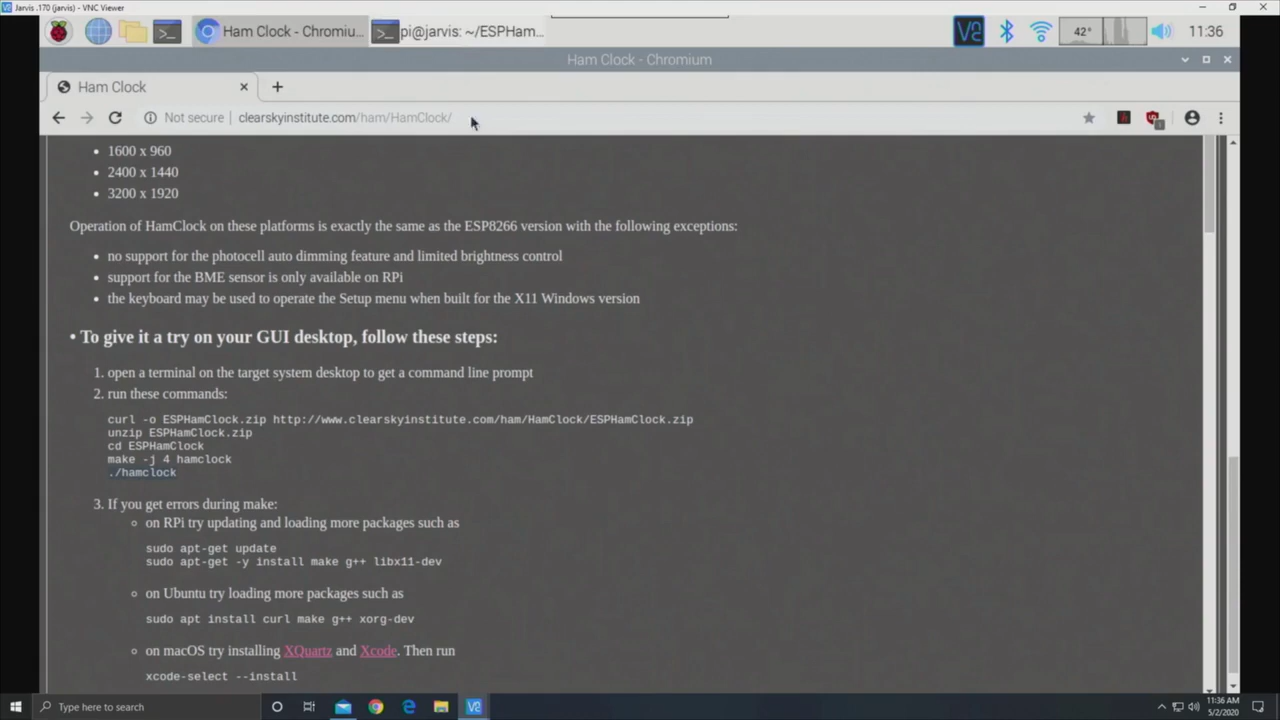 Jarvis .170 (jarvis) - VNC Viewer
Ham Clock - Chromiu...
pi@jarvis: ~/ESPHam...
42°
11:36
Ham Clock - Chromium
Ham Clock
Not secure
clearskyinstitute.com/ham/HamClock/
• 1600 x 960
• 2400 x 1440
• 3200 x 1920
Operation of HamClock on these platforms is exactly the same as the ESP8266 version with the following exceptions:
• no support for the photocell auto dimming feature and limited brightness control
• support for the BME sensor is only available on RPi
• the keyboard may be used to operate the Setup menu when built for the X11 Windows version
• To give it a try on your GUI desktop, follow these steps:
1. open a terminal on the target system desktop to get a command line prompt
2. run these commands:
curl -o ESPHamClock.zip http://www.clearskyinstitute.com/ham/HamClock/ESPHamClock.zip
unzip ESPHamClock.zip
cd ESPHamClock
make -j 4 hamclock
./hamclock
3. If you get errors during make:
◦ on RPi try updating and loading more packages such as
sudo apt-get update
sudo apt-get -y install make g++ libx11-dev
◦ on Ubuntu try loading more packages such as
sudo apt install curl make g++ xorg-dev
◦ on macOS try installing XQuartz and Xcode. Then run
xcode-select --install
Type here to search
11:36 AM
5/2/2020